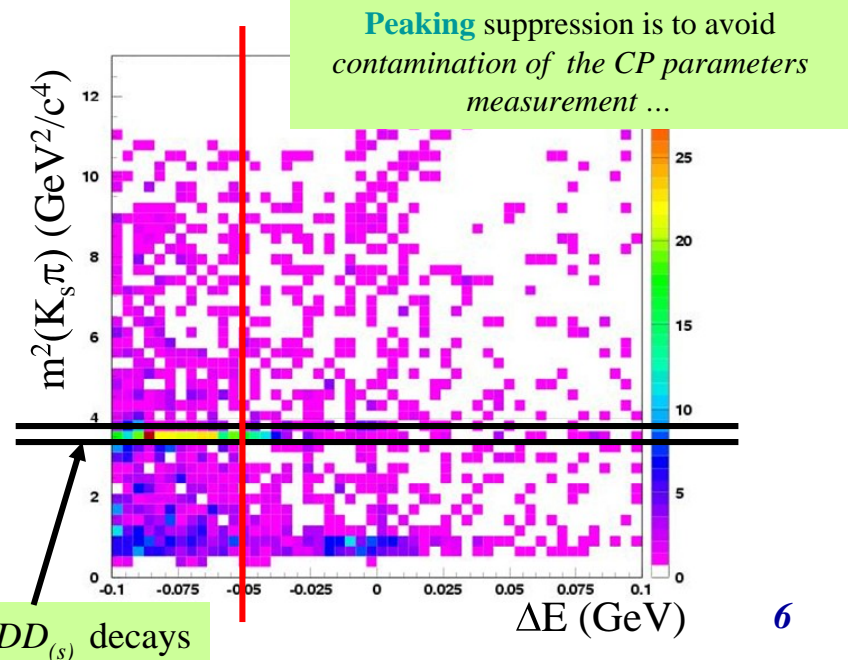 Peaking suppression is to avoid
contamination of the CP parameters
measurement ...
m²(Kₛπ) (GeV²/c⁴)
12
10
8
6
4
2
0
25
20
15
10
5
0
-0.1 -0.075 -0.05 -0.025 0 0.025 0.05 0.075 0.1
ΔE (GeV)
6
DD(s) decays